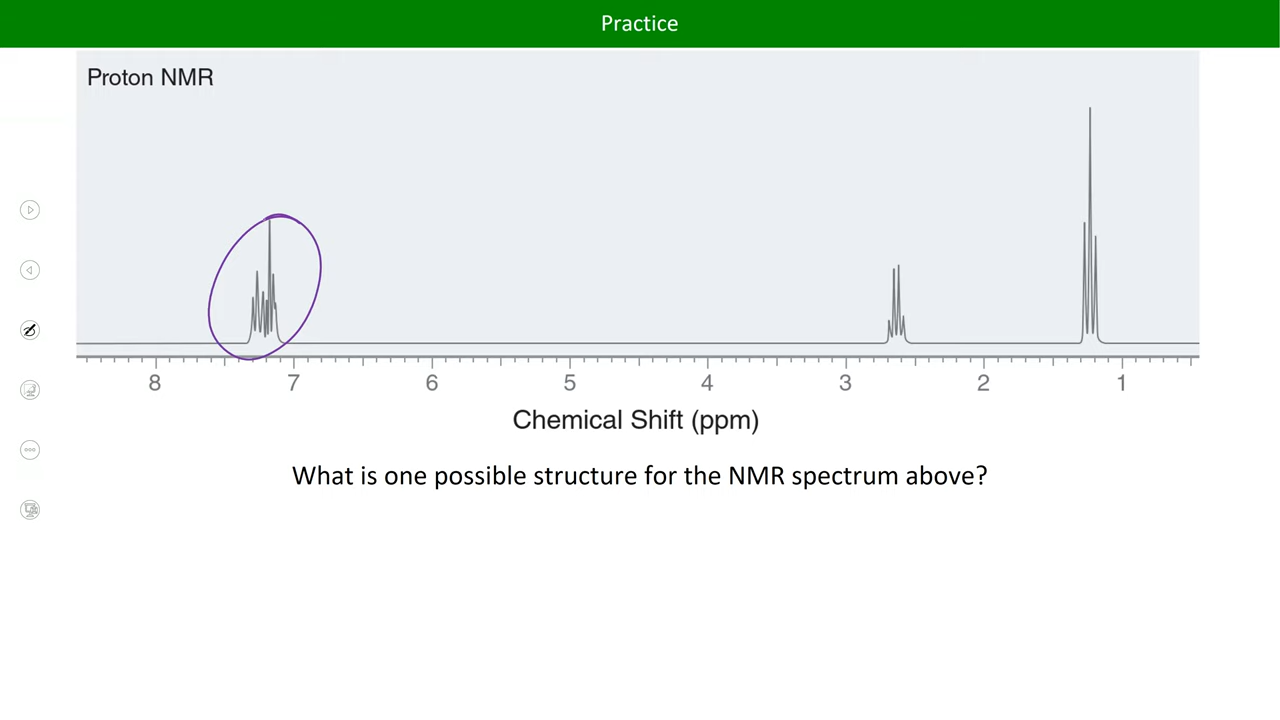 Practice
Proton NMR
8 7 6 5 4 3 2 1
Chemical Shift (ppm)
What is one possible structure for the NMR spectrum above?